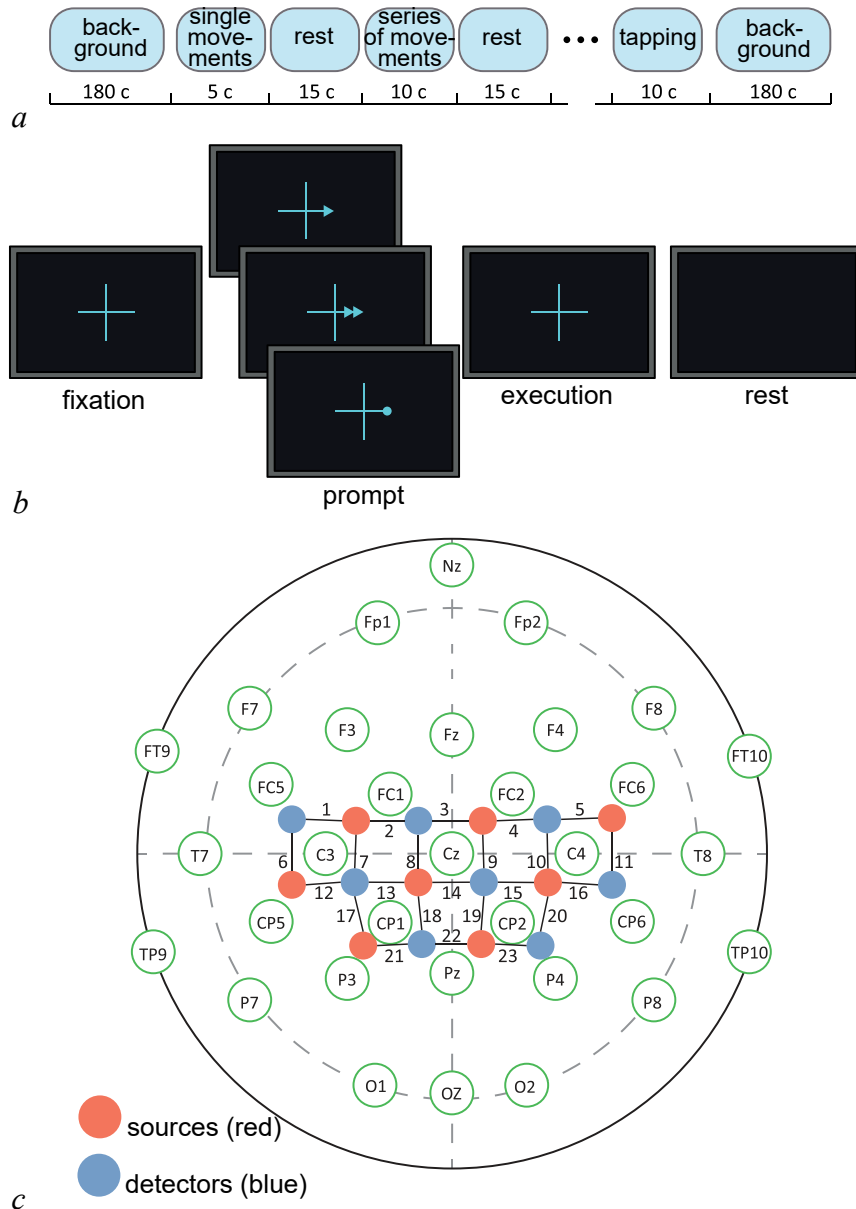 back-
ground
single
move-
ments
rest
series
of move-
ments
rest
•••
tapping
back-
ground
180 c
5 c
15 c
10 c
15 c
10 c
180 c
a
fixation
prompt
execution
rest
b
Nz
Fp1
Fp2
F7
F8
F3
Fz
F4
FT9
FT10
FC5
FC1
FC2
FC6
1
3
5
2
4
T7
C3
Cz
C4
T8
6
7
8
9
10
11
12
13
14
15
16
CP5
17
CP1
18
19
CP2
20
CP6
22
21
23
TP9
TP10
P3
Pz
P4
P7
P8
O1
OZ
O2
sources (red)
detectors (blue)
c